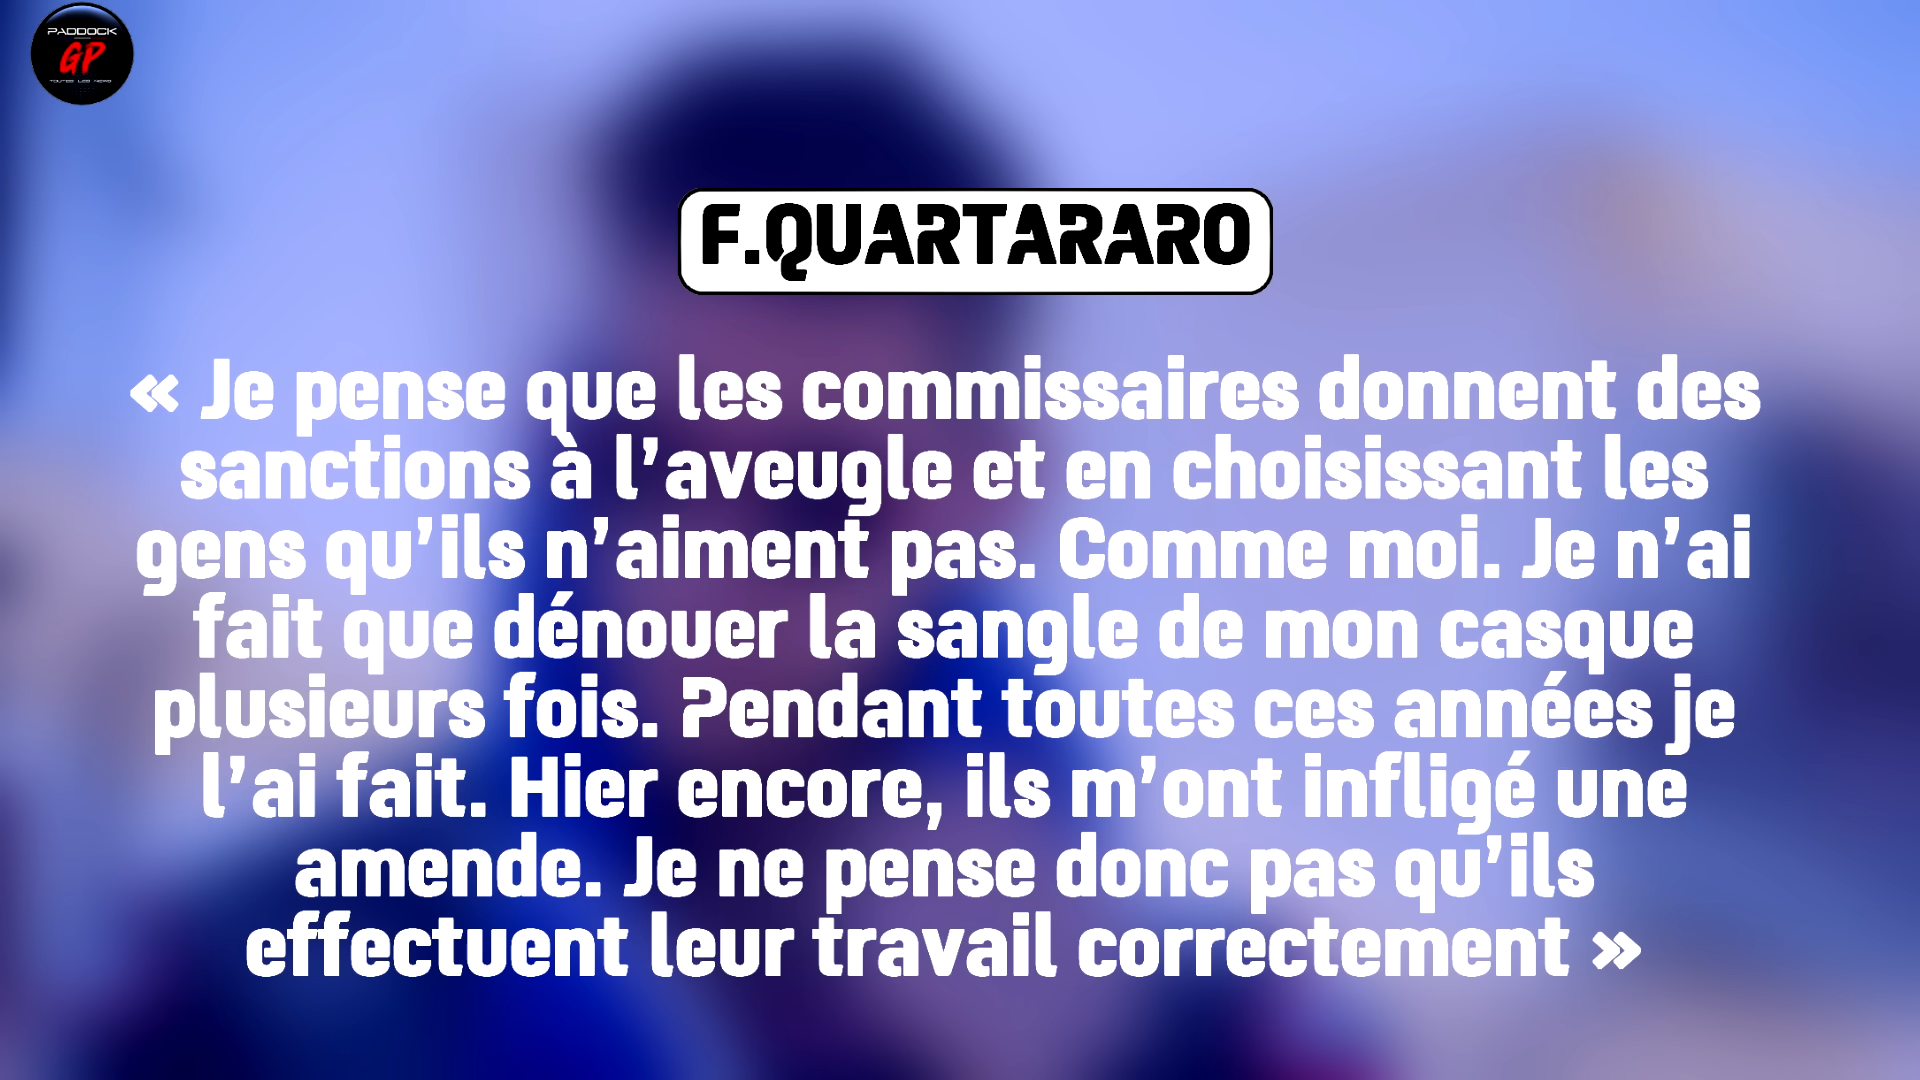 PADDOCK
GP
TOUTES LES NEWS
F.QUARTARARO
« Je pense que les commissaires donnent des
sanctions à l’aveugle et en choisissant les
gens qu’ils n’aiment pas. Comme moi. Je n’ai
fait que dénouer la sangle de mon casque
plusieurs fois. Pendant toutes ces années je
l’ai fait. Hier encore, ils m’ont infligé une
amende. Je ne pense donc pas qu’ils
effectuent leur travail correctement »